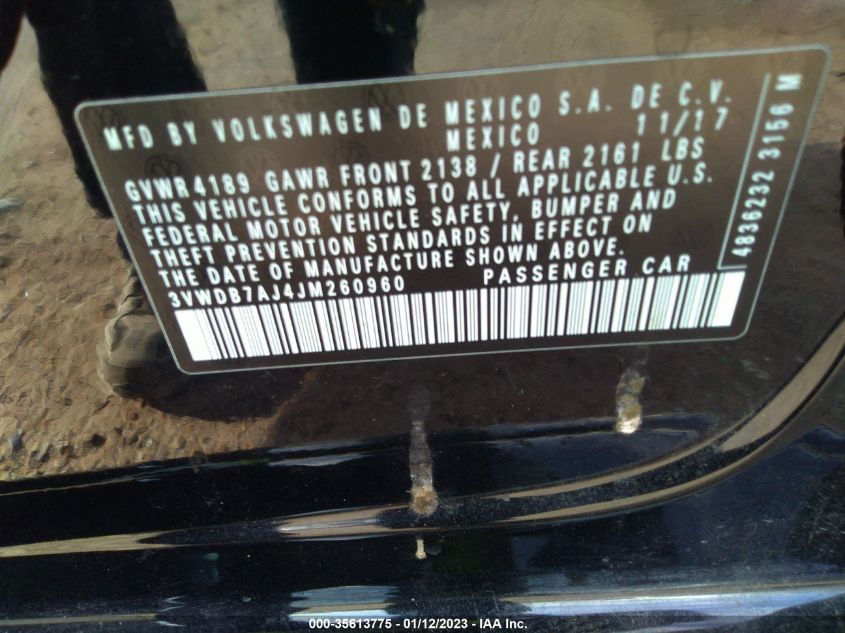 MFD BY VOLKSWAGEN DE MEXICO S.A. DE C.V.
MEXICO 11/17
GVWR 4189 GAWR FRONT 2138 / REAR 2161 LBS
THIS VEHICLE CONFORMS TO ALL APPLICABLE U.S.
FEDERAL MOTOR VEHICLE SAFETY, BUMPER AND
THEFT PREVENTION STANDARDS IN EFFECT ON
THE DATE OF MANUFACTURE SHOWN ABOVE.
3VWDB7AJ4JM260960 PASSENGER CAR
4836232 3156 M
000-35613775 - 01/12/2023 - IAA Inc.